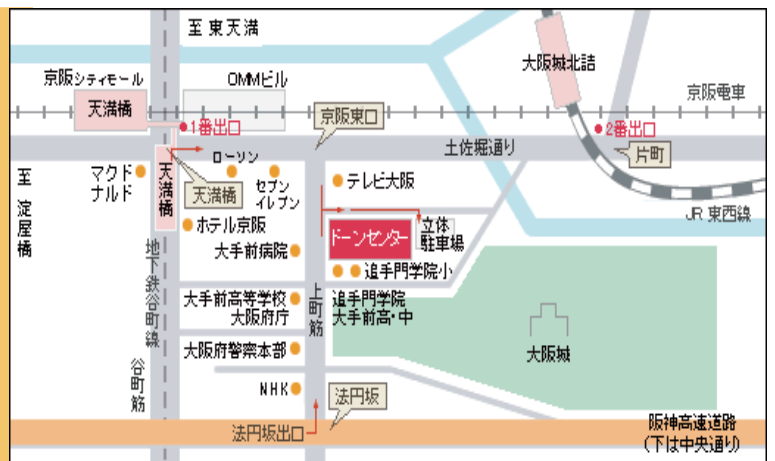 至 東天満
京阪シティモール
OMMビル
大阪城北詰
京阪電車
天満橋
1番出口
京阪東口
2番出口
土佐堀通り
片町
至 淀屋橋
マクド
ナルド
天満橋
天満橋
ローソン
セブン
イレブン
テレビ大阪
JR 東西線
ホテル京阪
ドーンセンター
立体
駐車場
大手前病院
追手門学院小
地下鉄谷町線
大手前高等学校
大阪府庁
上町筋
追手門学院
大手前高・中
大阪城
大阪府警察本部
谷町筋
NHK
法円坂
法円坂出口
阪神高速道路
(下は中央通り)